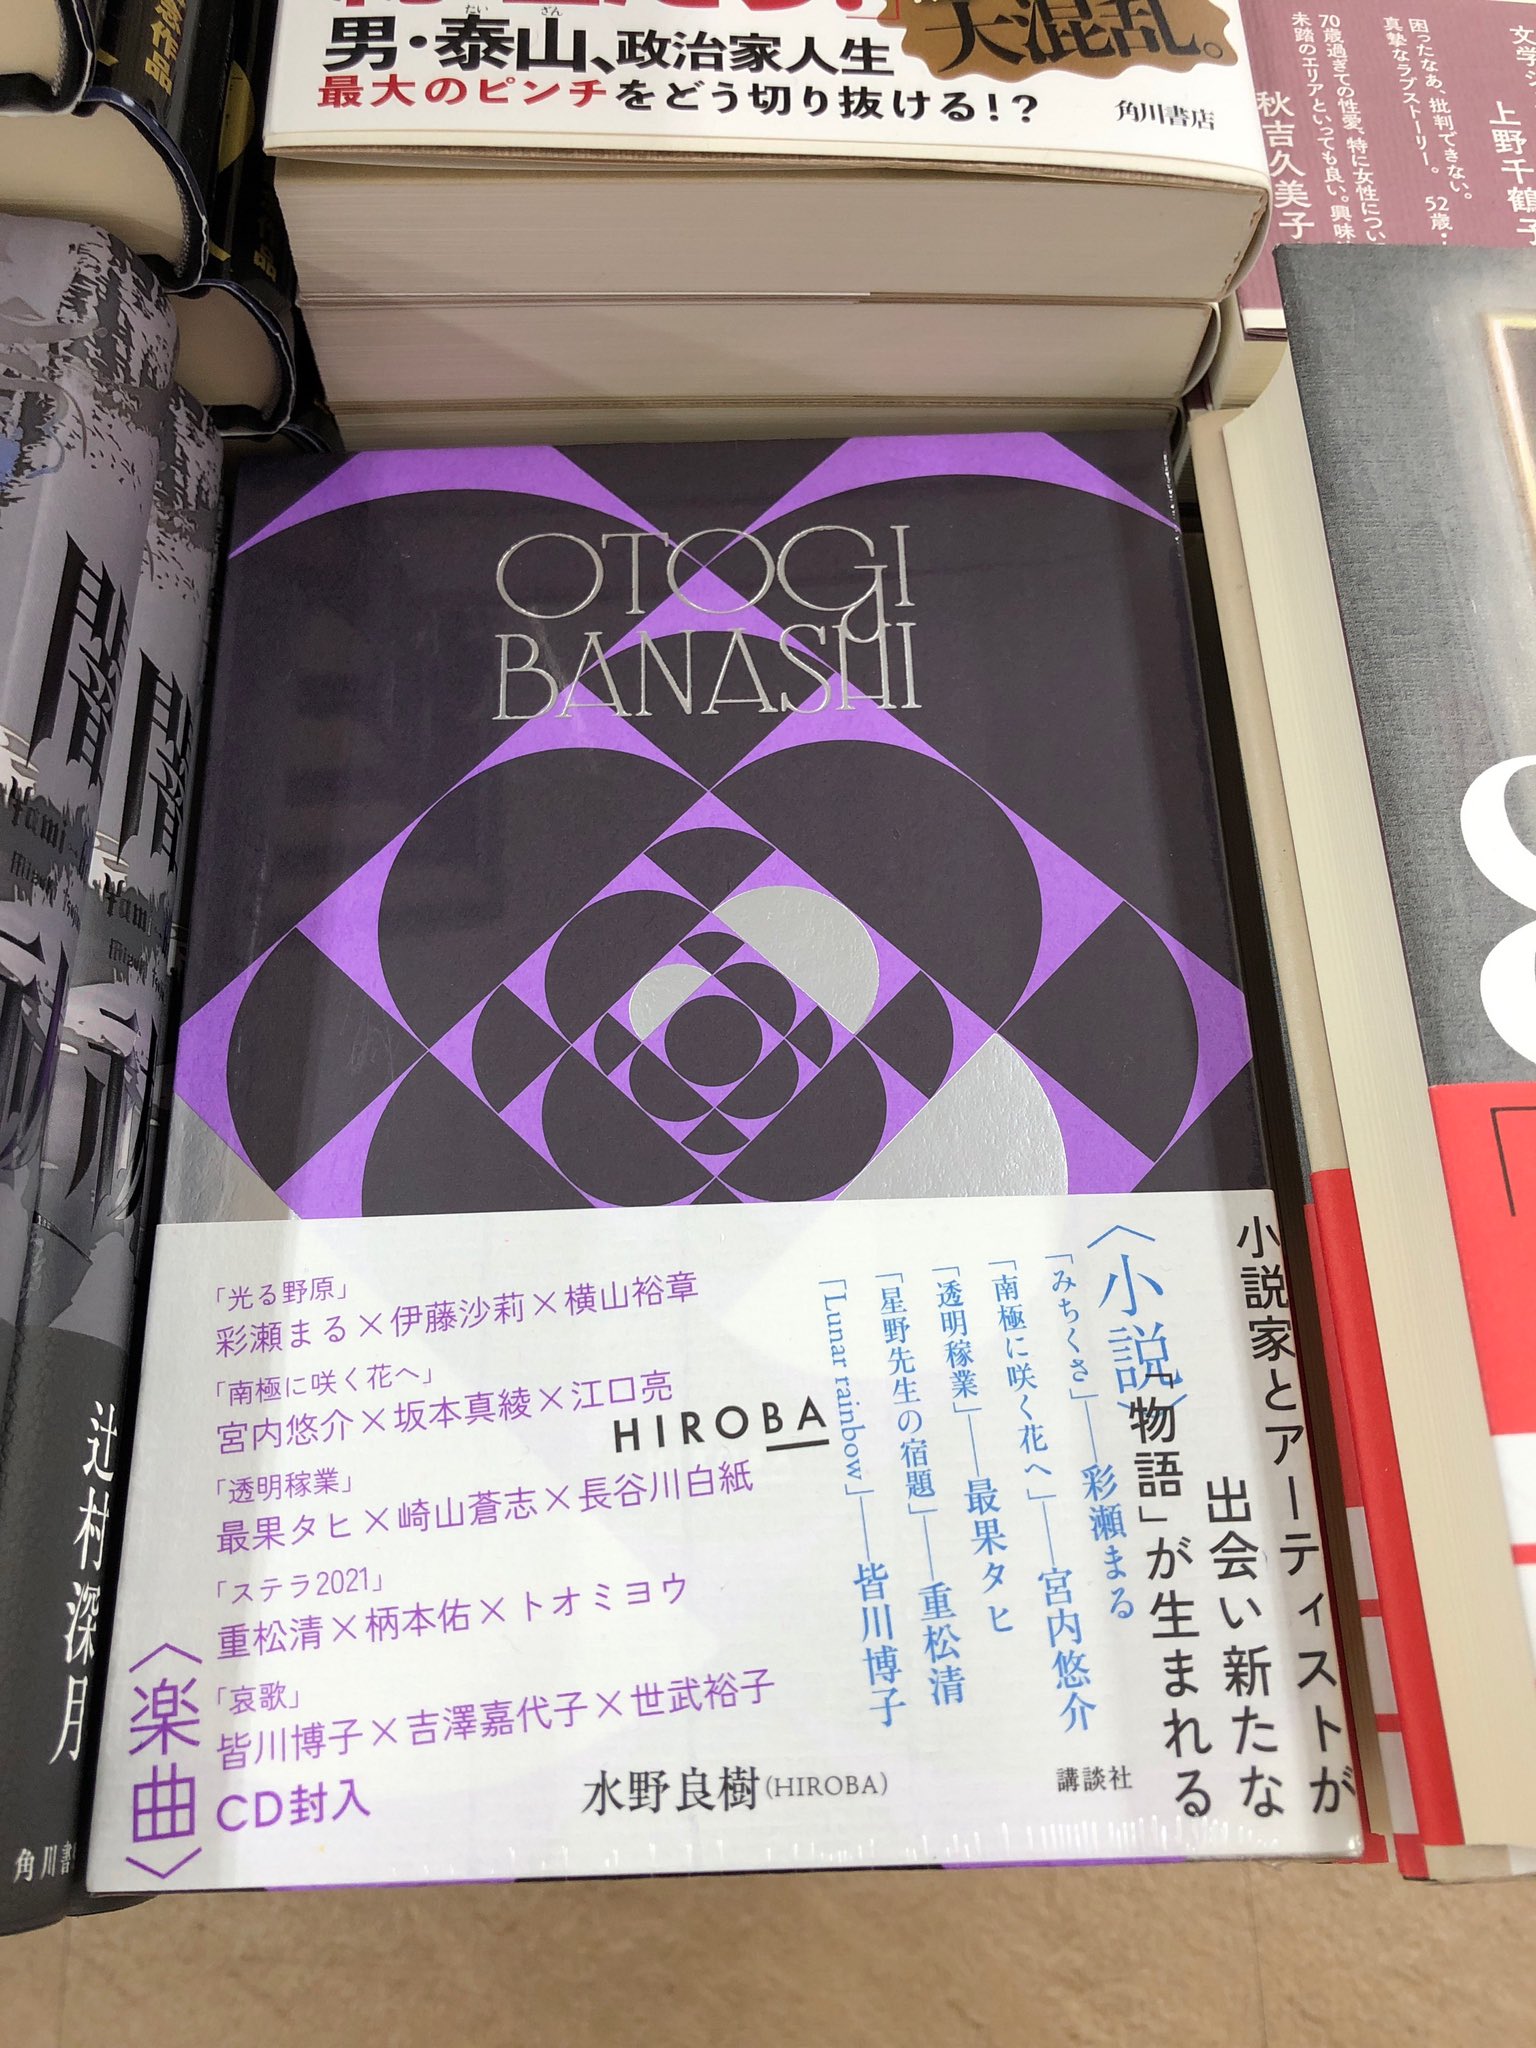 男・泰山、政治家人生
たい ざん
最大のピンチをどう切り抜ける!?
大混乱。
角川書店
文学
上野千鶴子
困ったなあ、批判できない。
真摯なラブストーリー。 52歳・
70歳過ぎての性愛、特に女性につい
未踏のエリアといっても良い。興味
秋吉久美子
OTOGI
BANASHI
小説家とアーティストが
出会い新たな
「物語」が生まれる
〈小説〉
「みちくさ」——彩瀬まる
「南極に咲く花へ」——宮内悠介
「透明稼業」——最果タヒ
「星野先生の宿題」——重松清
「Lunar rainbow」——皆川博子
HIROBA
〈楽曲〉
「光る野原」
彩瀬まる×伊藤沙莉×横山裕章
「南極に咲く花へ」
宮内悠介×坂本真綾×江口亮
「透明稼業」
最果タヒ×崎山蒼志×長谷川白紙
「ステラ2021」
重松清×柄本佑×トオミヨウ
「哀歌」
皆川博子×吉澤嘉代子×世武裕子
CD封入
水野良樹(HIROBA)
講談社
闇
闇
祓
辻村深月
角川書
8